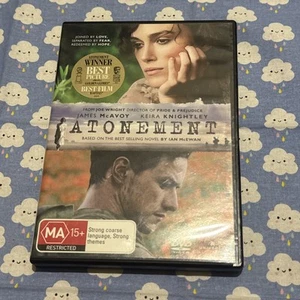 JOINED BY LOVE.
SEPARATED BY FEAR.
REDEEMED BY HOPE.
WINNER
BEST
PICTURE
BEST FILM
FROM JOE WRIGHT DIRECTOR OF PRIDE & PREJUDICE
JAMES McAVOY KEIRA KNIGHTLEY
ATONEMENT
BASED ON THE BEST SELLING NOVEL BY IAN McEWAN
MA 15+
RESTRICTED
Strong coarse
language, Strong
themes
DVD